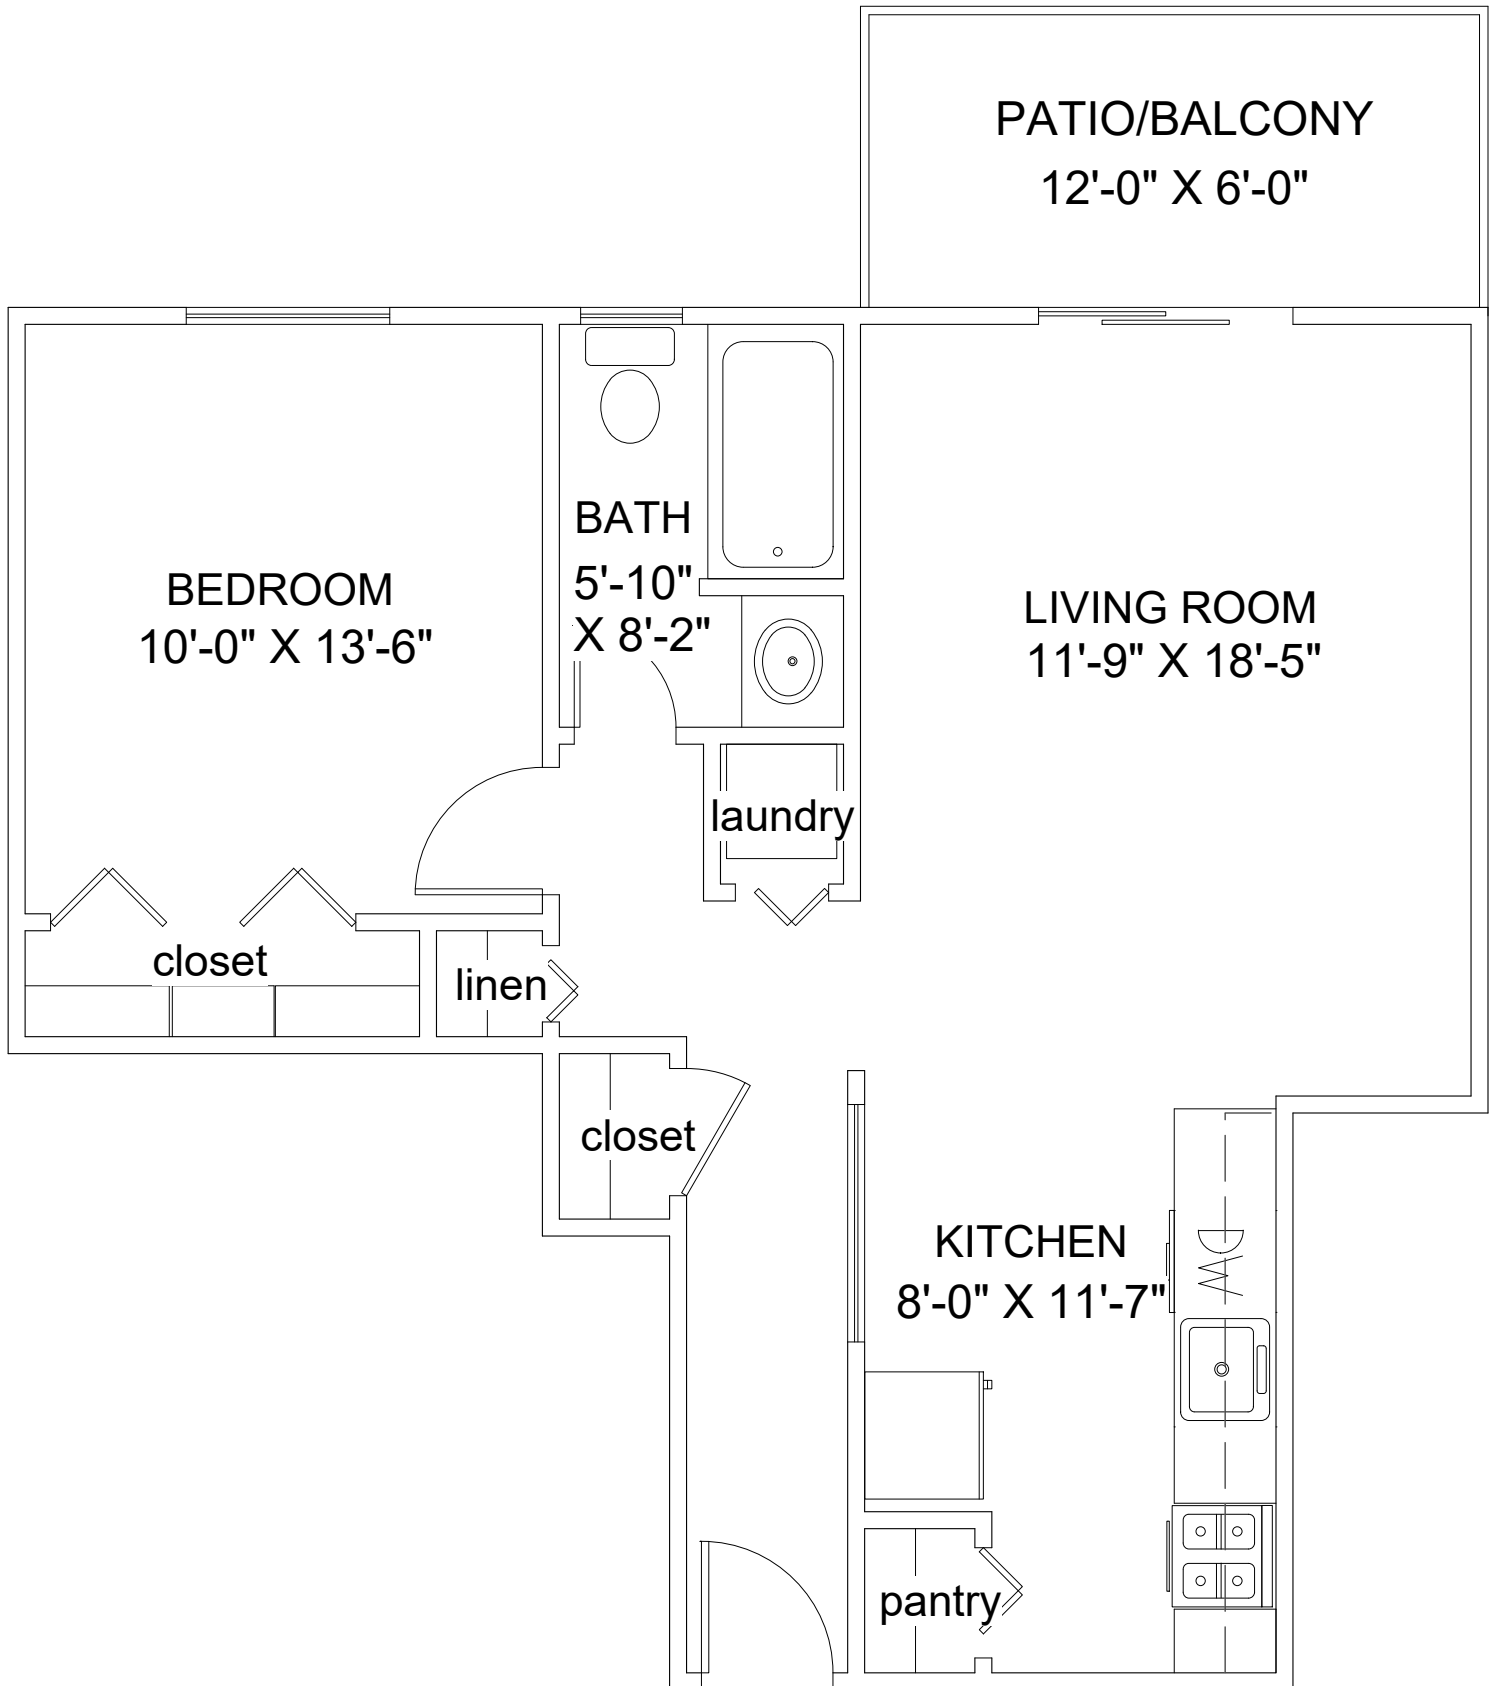 PATIO/BALCONY
12'-0" X 6'-0"
BATH
5'-10"
X 8'-2"
BEDROOM
10'-0" X 13'-6"
LIVING ROOM
11'-9" X 18'-5"
laundry
closet
linen
closet
KITCHEN
8'-0" X 11'-7"
DW
pantry